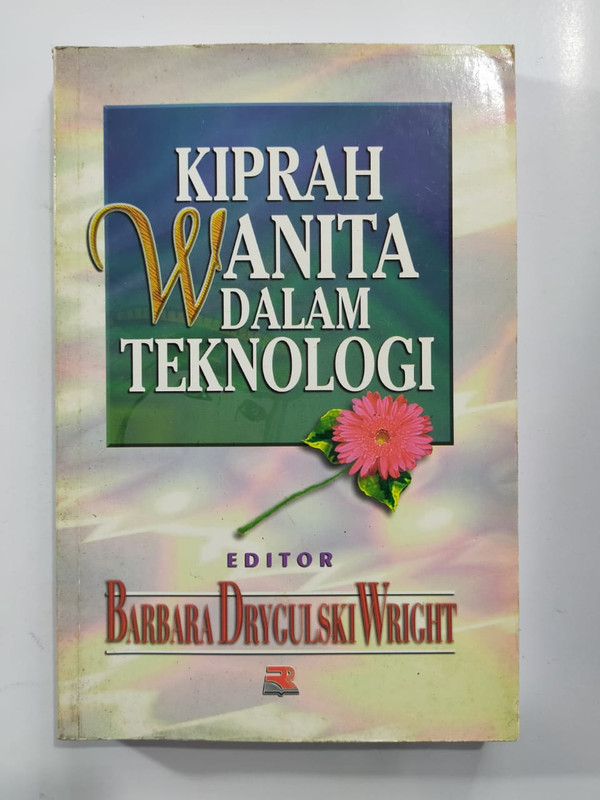 KIPRAH
WANITA
DALAM
TEKNOLOGI
EDITOR
BARBARA DRYGULSKI WRIGHT
R